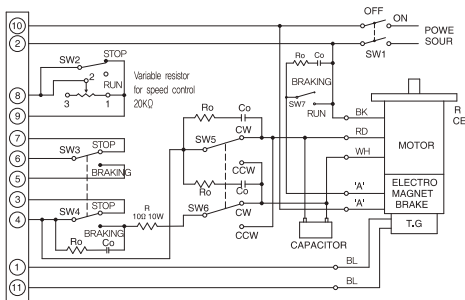 OFF
ON
10
2
POWE
SOUR
SW1
SW2
STOP
2
RUN
3
1
8
9
Variable resistor
for speed control
20KΩ
Ro
Co
BRAKING
SW7
RUN
R
CE
BK
RD
WH
MOTOR
7
6
5
3
4
SW3
STOP
BRAKING
Ro
Co
SW5
CW
CCW
Ro
Co
SW4
STOP
BRAKING
Ro
Co
R
10Ω 10W
SW6
CW
CCW
CAPACITOR
'A'
'A'
ELECTRO
MAGNET
BRAKE
T.G
1
BL
11
BL